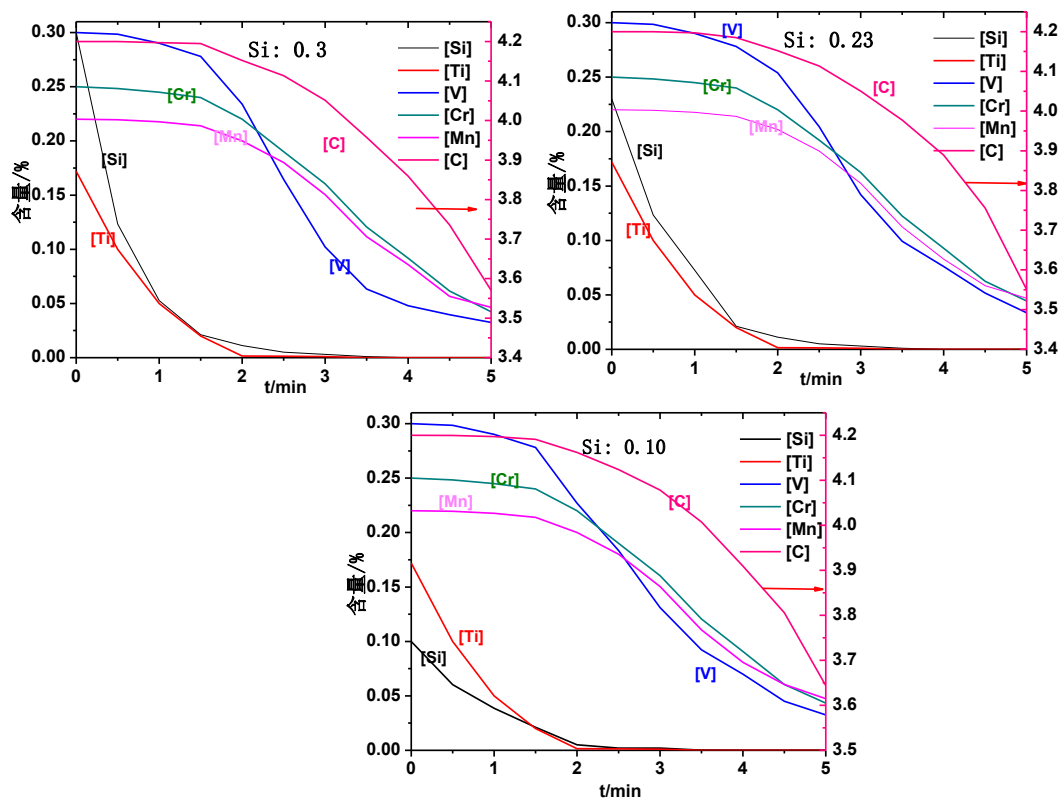 Si: 0.3
含量/%
0.30
0.25
0.20
0.15
0.10
0.05
0.00
[Si]
[Ti]
[Cr]
[Mn]
[V]
[C]
[Si]
[Ti]
[V]
[Cr]
[Mn]
[C]
4.2
4.1
4.0
3.9
3.8
3.7
3.6
3.5
3.4
0 1 2 3 4 5
t/min
Si: 0.23
含量/%
0.30
0.25
0.20
0.15
0.10
0.05
0.00
[V]
[Cr]
[Mn]
[Si]
[Ti]
[C]
[Si]
[Ti]
[V]
[Cr]
[Mn]
[C]
4.2
4.1
4.0
3.9
3.8
3.7
3.6
3.5
3.4
0 1 2 3 4 5
t/min
Si: 0.10
含量/%
0.30
0.25
0.20
0.15
0.10
0.05
0.00
[Cr]
[Mn]
[Ti]
[Si]
[C]
[V]
[Si]
[Ti]
[V]
[Cr]
[Mn]
[C]
4.2
4.1
4.0
3.9
3.8
3.7
3.6
3.5
0 1 2 3 4 5
t/min